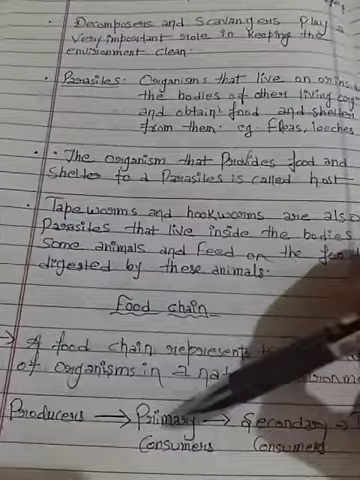 Decomposers and Scavangers Play a
very important role in keeping the
envirionment clean.
Parasites: Organisms that live on or ins
the bodies of other living org
and obtain food and shelter
from them. eg. Fleas, leeches
The organism that Provides food and
Shelter to a Parasites is called host
Tapeworms and hookworms are also
Parasites that live inside the bodies
Some animals and feed on the
digested by these animals.
Food chain
A food chain represents
of organisms in a
Producers → Primary → Secondary →
Consumers Consumers